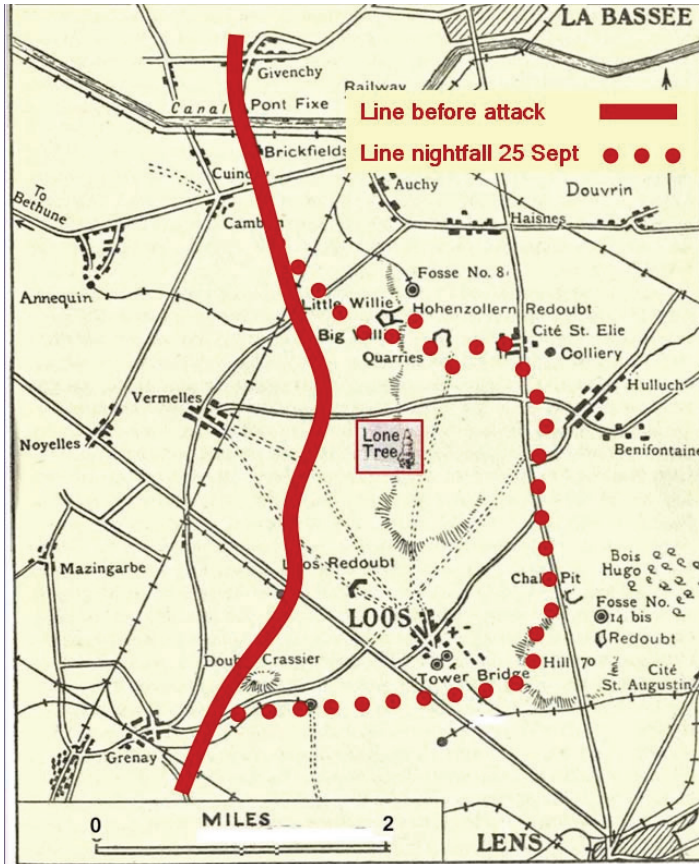 LA BASSÉE
Givenchy
Railway
Canal
Pont Fixe
Line before attack
Line nightfall 25 Sept
Brickfields
Cuinchy
Auchy
Douvrin
To
Bethune
Cambrin
Haisnes
Fosse No. 8
Annequin
Little Willie
Hohenzollern Redoubt
Big Willie
Cité St. Elie
Quarries
Colliery
Hulluch
Vermelles
Lone
Tree
Noyelles
Benifontaine
Loos Redoubt
Bois
Hugo
Mazingarbe
Chalk Pit
Fosse No.
14 bis
LOOS
Redoubt
Double Crassier
Hill 70
Tower Bridge
Cité
St. Augustin
Grenay
MILES
0
2
LENS